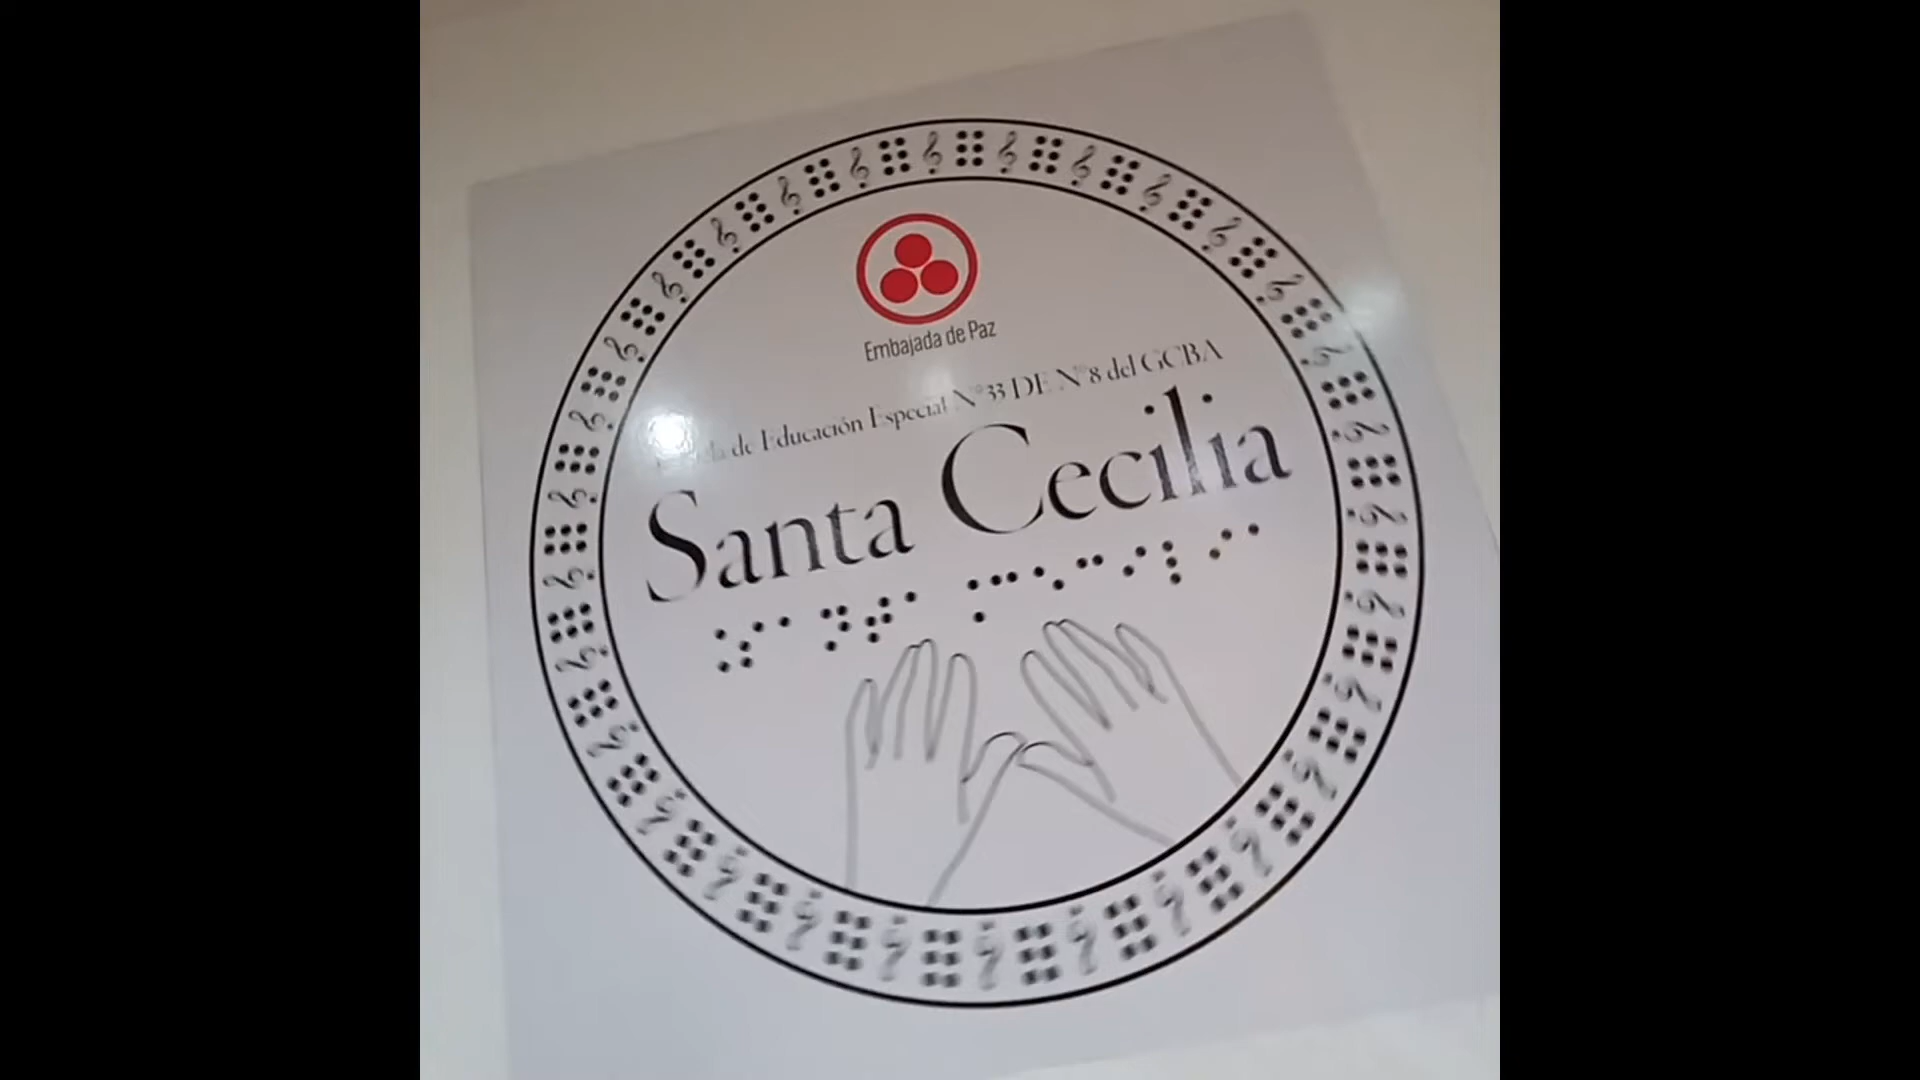 Embajada de Paz
de Educación Especial N°33 DE N°8 del GCBA
Santa Cecilia
⠨⠎⠁⠝⠞⠁ ⠨⠉⠑⠉⠊⠇⠊⠁